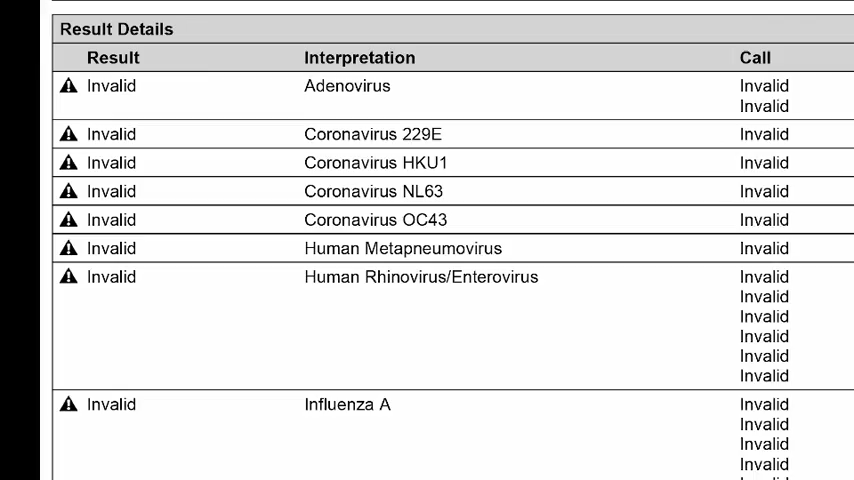 Result Details
Result Interpretation Call
Invalid Adenovirus Invalid
Invalid
Invalid Coronavirus 229E Invalid
Invalid Coronavirus HKU1 Invalid
Invalid Coronavirus NL63 Invalid
Invalid Coronavirus OC43 Invalid
Invalid Human Metapneumovirus Invalid
Invalid Human Rhinovirus/Enterovirus Invalid
Invalid
Invalid
Invalid
Invalid
Invalid
Invalid Influenza A Invalid
Invalid
Invalid
Invalid